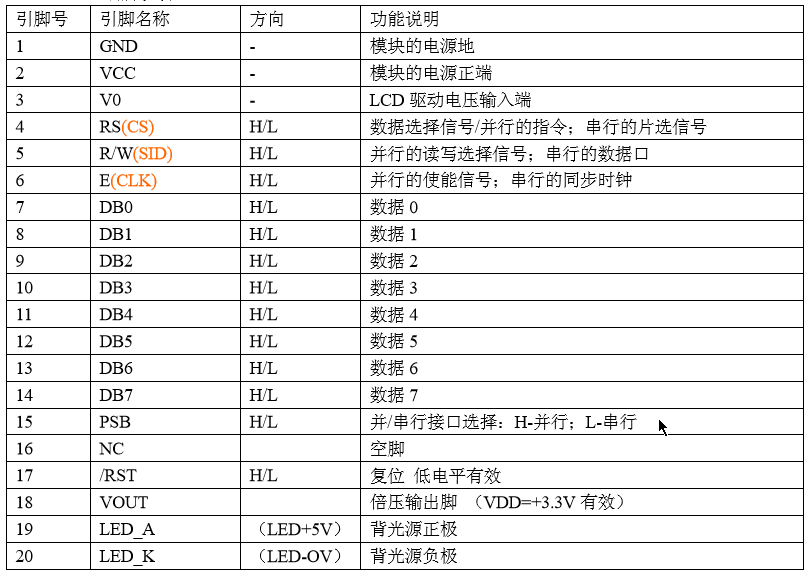 引脚号 引脚名称 方向 功能说明
1 GND - 模块的电源地
2 VCC - 模块的电源正端
3 V0 - LCD 驱动电压输入端
4 RS(CS) H/L 数据选择信号/并行的指令；串行的片选信号
5 R/W(SID) H/L 并行的读写选择信号；串行的数据口
6 E(CLK) H/L 并行的使能信号；串行的同步时钟
7 DB0 H/L 数据 0
8 DB1 H/L 数据 1
9 DB2 H/L 数据 2
10 DB3 H/L 数据 3
11 DB4 H/L 数据 4
12 DB5 H/L 数据 5
13 DB6 H/L 数据 6
14 DB7 H/L 数据 7
15 PSB H/L 并/串行接口选择：H-并行；L-串行
16 NC 空脚
17 /RST H/L 复位 低电平有效
18 VOUT 倍压输出脚 （VDD=+3.3V 有效）
19 LED_A （LED+5V） 背光源正极
20 LED_K （LED-OV） 背光源负极